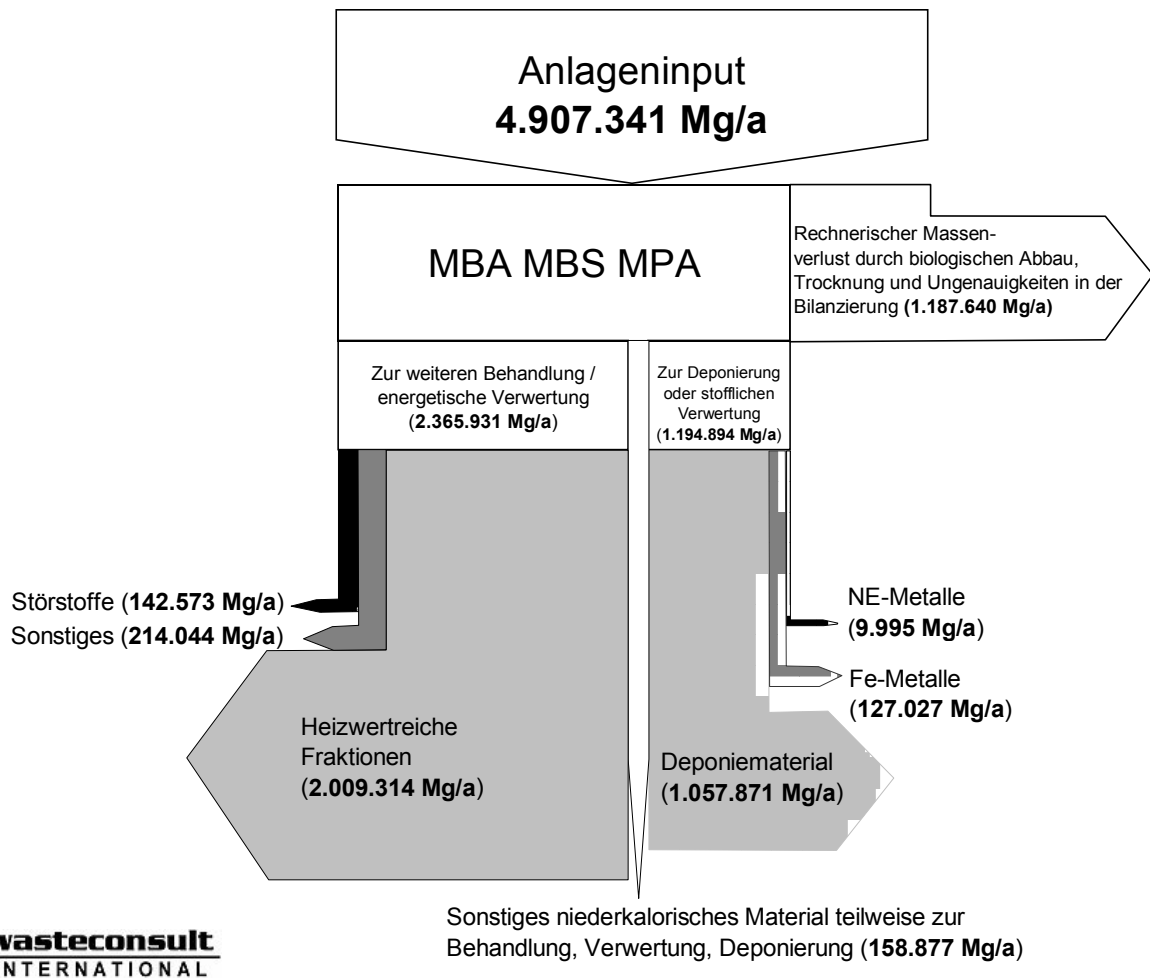 Anlageninput
4.907.341 Mg/a
MBA MBS MPA
Rechnerischer Massen-
verlust durch biologischen Abbau,
Trocknung und Ungenauigkeiten in der
Bilanzierung (1.187.640 Mg/a)
Zur weiteren Behandlung /
energetische Verwertung
(2.365.931 Mg/a)
Zur Deponierung
oder stofflichen
Verwertung
(1.194.894 Mg/a)
Störstoffe (142.573 Mg/a)
Sonstiges (214.044 Mg/a)
NE-Metalle
(9.995 Mg/a)
Fe-Metalle
(127.027 Mg/a)
Heizwertreiche
Fraktionen
(2.009.314 Mg/a)
Deponiematerial
(1.057.871 Mg/a)
Sonstiges niederkalorisches Material teilweise zur
Behandlung, Verwertung, Deponierung (158.877 Mg/a)
wasteconsult
INTERNATIONAL